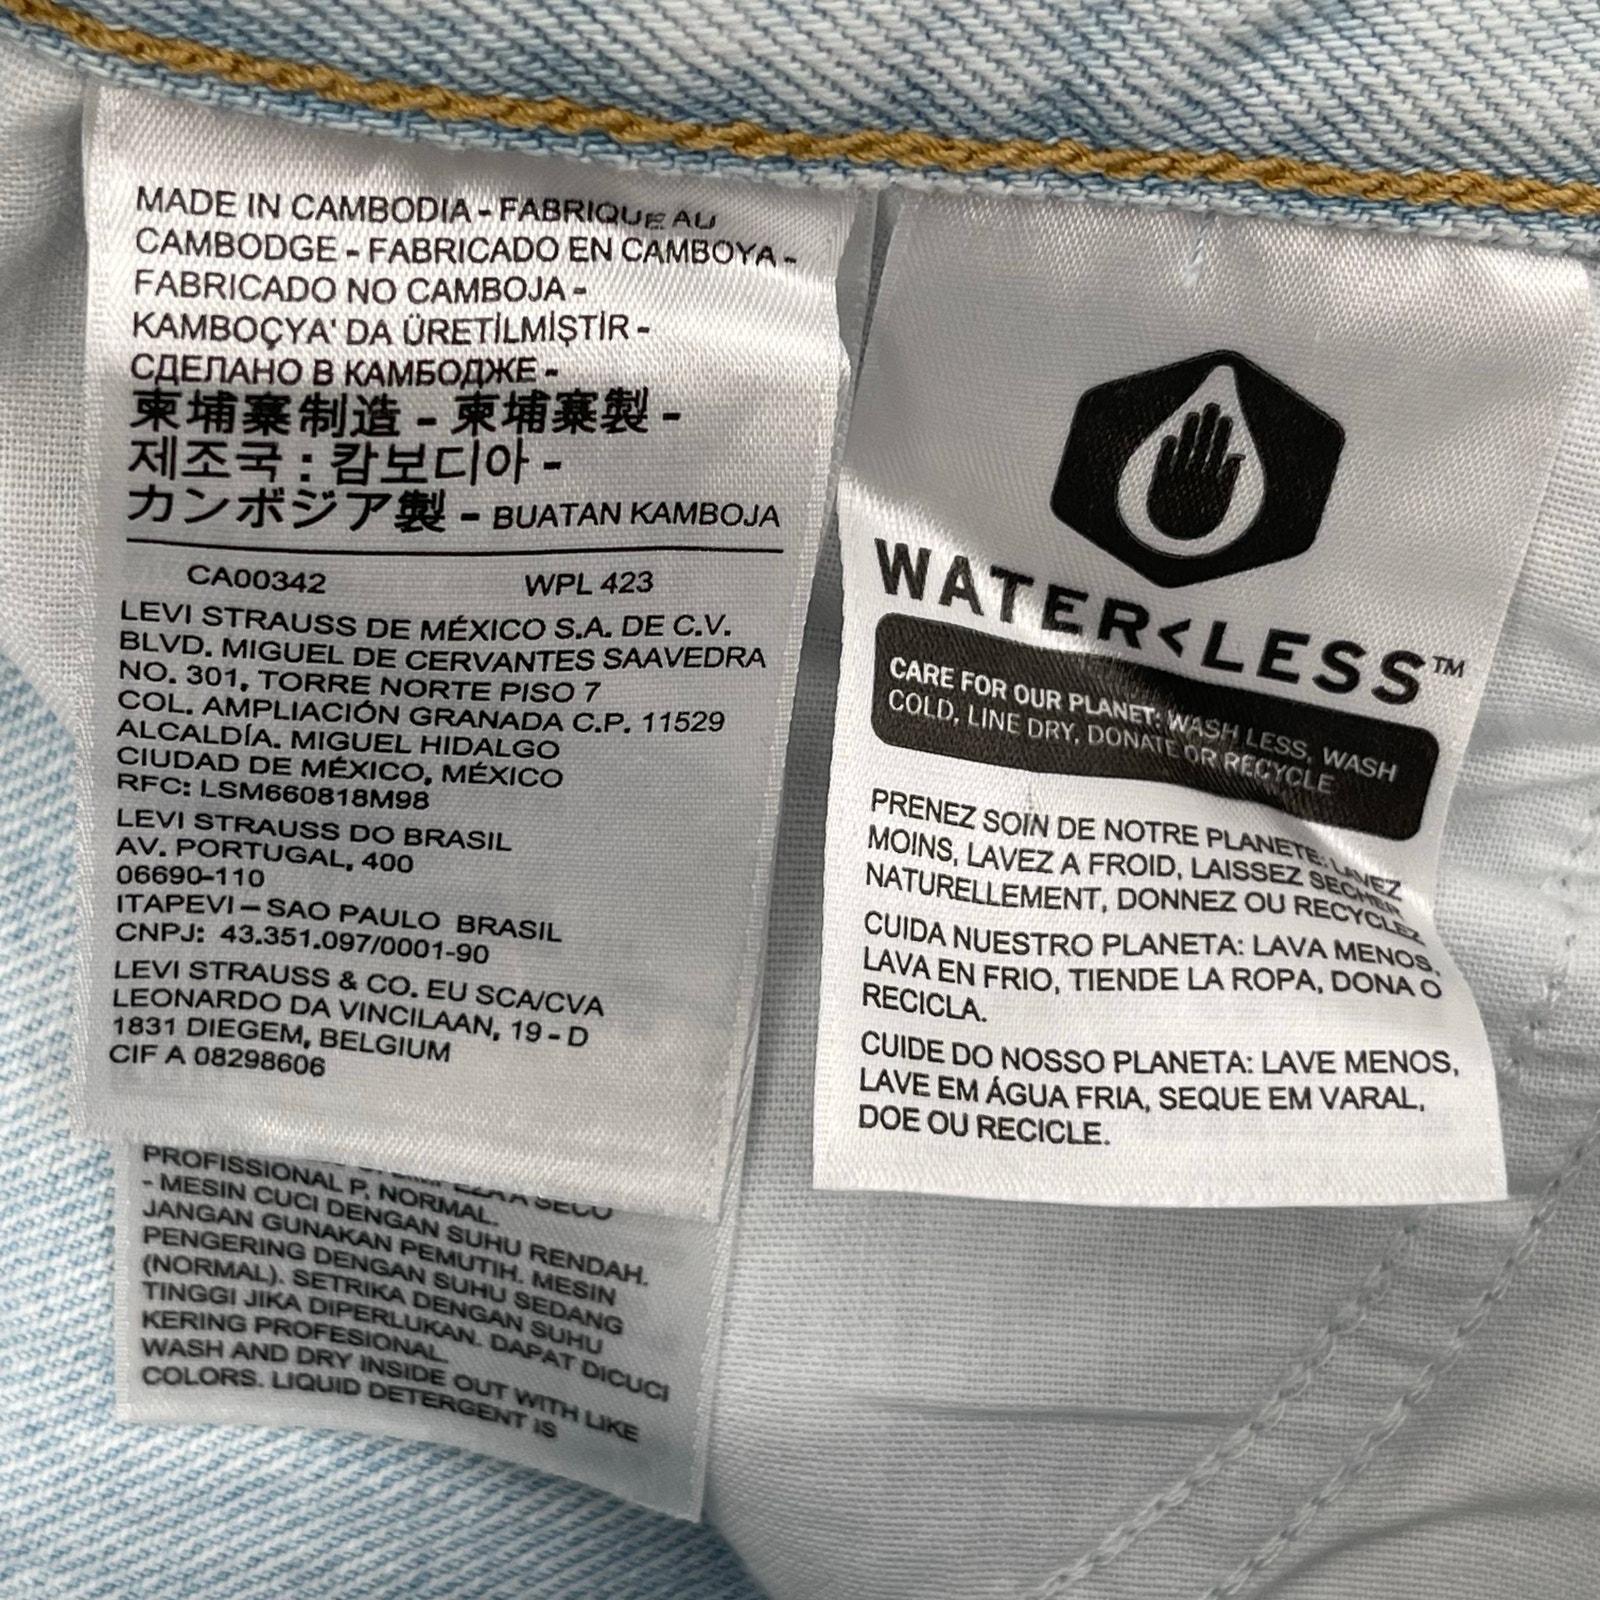 MADE IN CAMBODIA - FABRIQUE AU
CAMBODGE - FABRICADO EN CAMBOYA -
FABRICADO NO CAMBOJA -
KAMBOÇYA' DA ÜRETİLMİŞTİR -
СДЕЛАНО В КАМБОДЖЕ -
柬埔寨制造 - 柬埔寨製 -
제조국 : 캄보디아 -
カンボジア製 - BUATAN KAMBOJA
CA00342 WPL 423
LEVI STRAUSS DE MÉXICO S.A. DE C.V.
BLVD. MIGUEL DE CERVANTES SAAVEDRA
NO. 301, TORRE NORTE PISO 7
COL. AMPLIACIÓN GRANADA C.P. 11529
ALCALDÍA. MIGUEL HIDALGO
CIUDAD DE MÉXICO, MÉXICO
RFC: LSM660818M98
LEVI STRAUSS DO BRASIL
AV. PORTUGAL, 400
06690-110
ITAPEVI – SAO PAULO BRASIL
CNPJ: 43.351.097/0001-90
LEVI STRAUSS & CO. EU SCA/CVA
LEONARDO DA VINCILAAN, 19 - D
1831 DIEGEM, BELGIUM
CIF A 08298606
A SECO
PROFISSIONAL P, NORMAL.
- MESIN CUCI DENGAN SUHU RENDAH.
JANGAN GUNAKAN PEMUTIH. MESIN
PENGERING DENGAN SUHU SEDANG
(NORMAL). SETRIKA DENGAN SUHU
TINGGI JIKA DIPERLUKAN. DAPAT DICUCI
KERING PROFESIONAL.
WASH AND DRY INSIDE OUT WITH LIKE
COLORS. LIQUID DETERGENT IS
WATER<LESS™
CARE FOR OUR PLANET: WASH LESS, WASH
COLD, LINE DRY, DONATE OR RECYCLE
PRENEZ SOIN DE NOTRE PLANETE: LAVEZ
MOINS, LAVEZ A FROID, LAISSEZ SECHER
NATURELLEMENT, DONNEZ OU RECYCLEZ
CUIDA NUESTRO PLANETA: LAVA MENOS,
LAVA EN FRIO, TIENDE LA ROPA, DONA O
RECICLA.
CUIDE DO NOSSO PLANETA: LAVE MENOS,
LAVE EM ÁGUA FRIA, SEQUE EM VARAL,
DOE OU RECICLE.